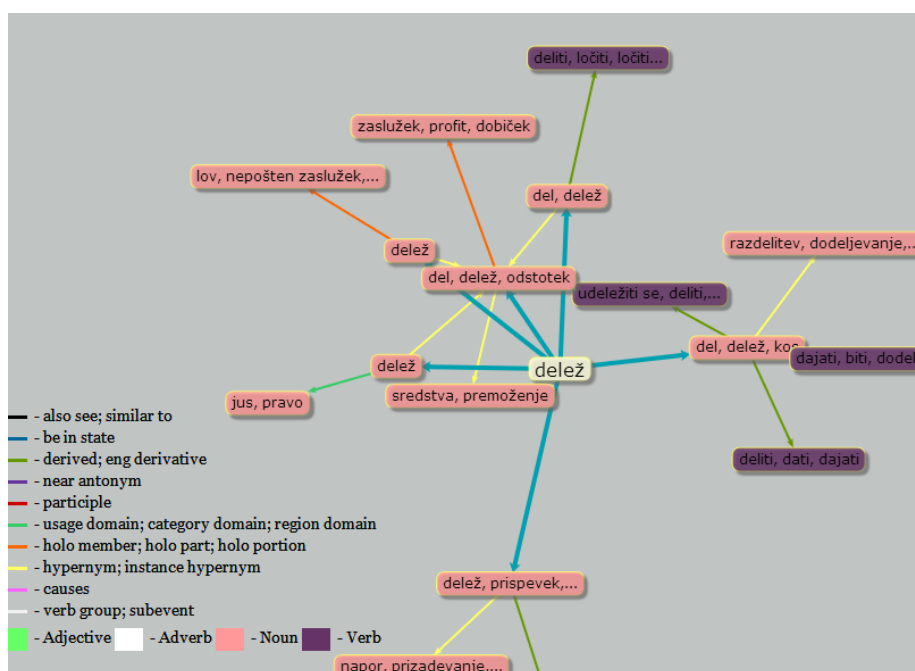 deliti, ločiti, ločiti...
zaslužek, profit, dobiček
lov, nepošten zaslužek,...
del, delež
delež
razdelitev, dodeljevanje,...
del, delež, odstotek
udeležiti se, deliti,...
del, delež, kos
dajati, biti, dodel
delež
delež
sredstva, premoženje
jus, pravo
- also see; similar to
- be in state
deliti, dati, dajati
- derived; eng derivative
- near antonym
- participle
- usage domain; category domain; region domain
- holo member; holo part; holo portion
- hypernym; instance hypernym
delež, prispevek,...
- causes
- verb group; subevent
- Adjective - Adverb - Noun - Verb
napor, prizadevanje,...